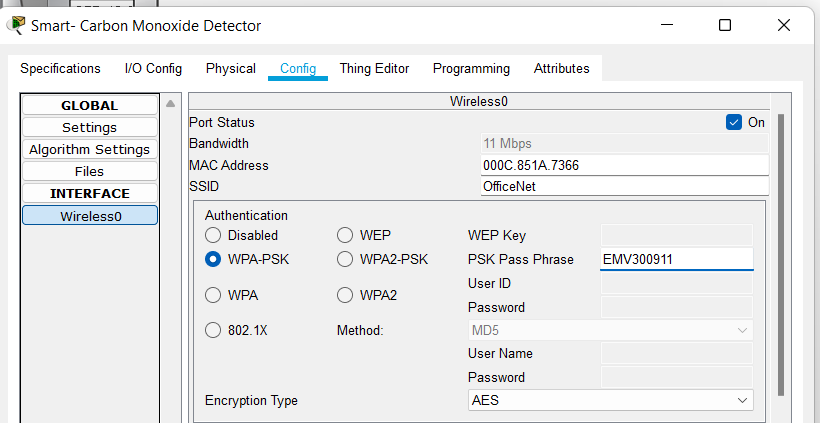 Smart- Carbon Monoxide Detector
Specifications I/O Config Physical Config Thing Editor Programming Attributes
GLOBAL
Settings
Algorithm Settings
Files
INTERFACE
Wireless0
Wireless0
Port Status On
Bandwidth 11 Mbps
MAC Address 000C.851A.7366
SSID OfficeNet
Authentication
Disabled WEP WEP Key
WPA-PSK WPA2-PSK PSK Pass Phrase EMV300911
User ID
WPA WPA2
Password
802.1X Method: MD5
User Name
Password
Encryption Type AES